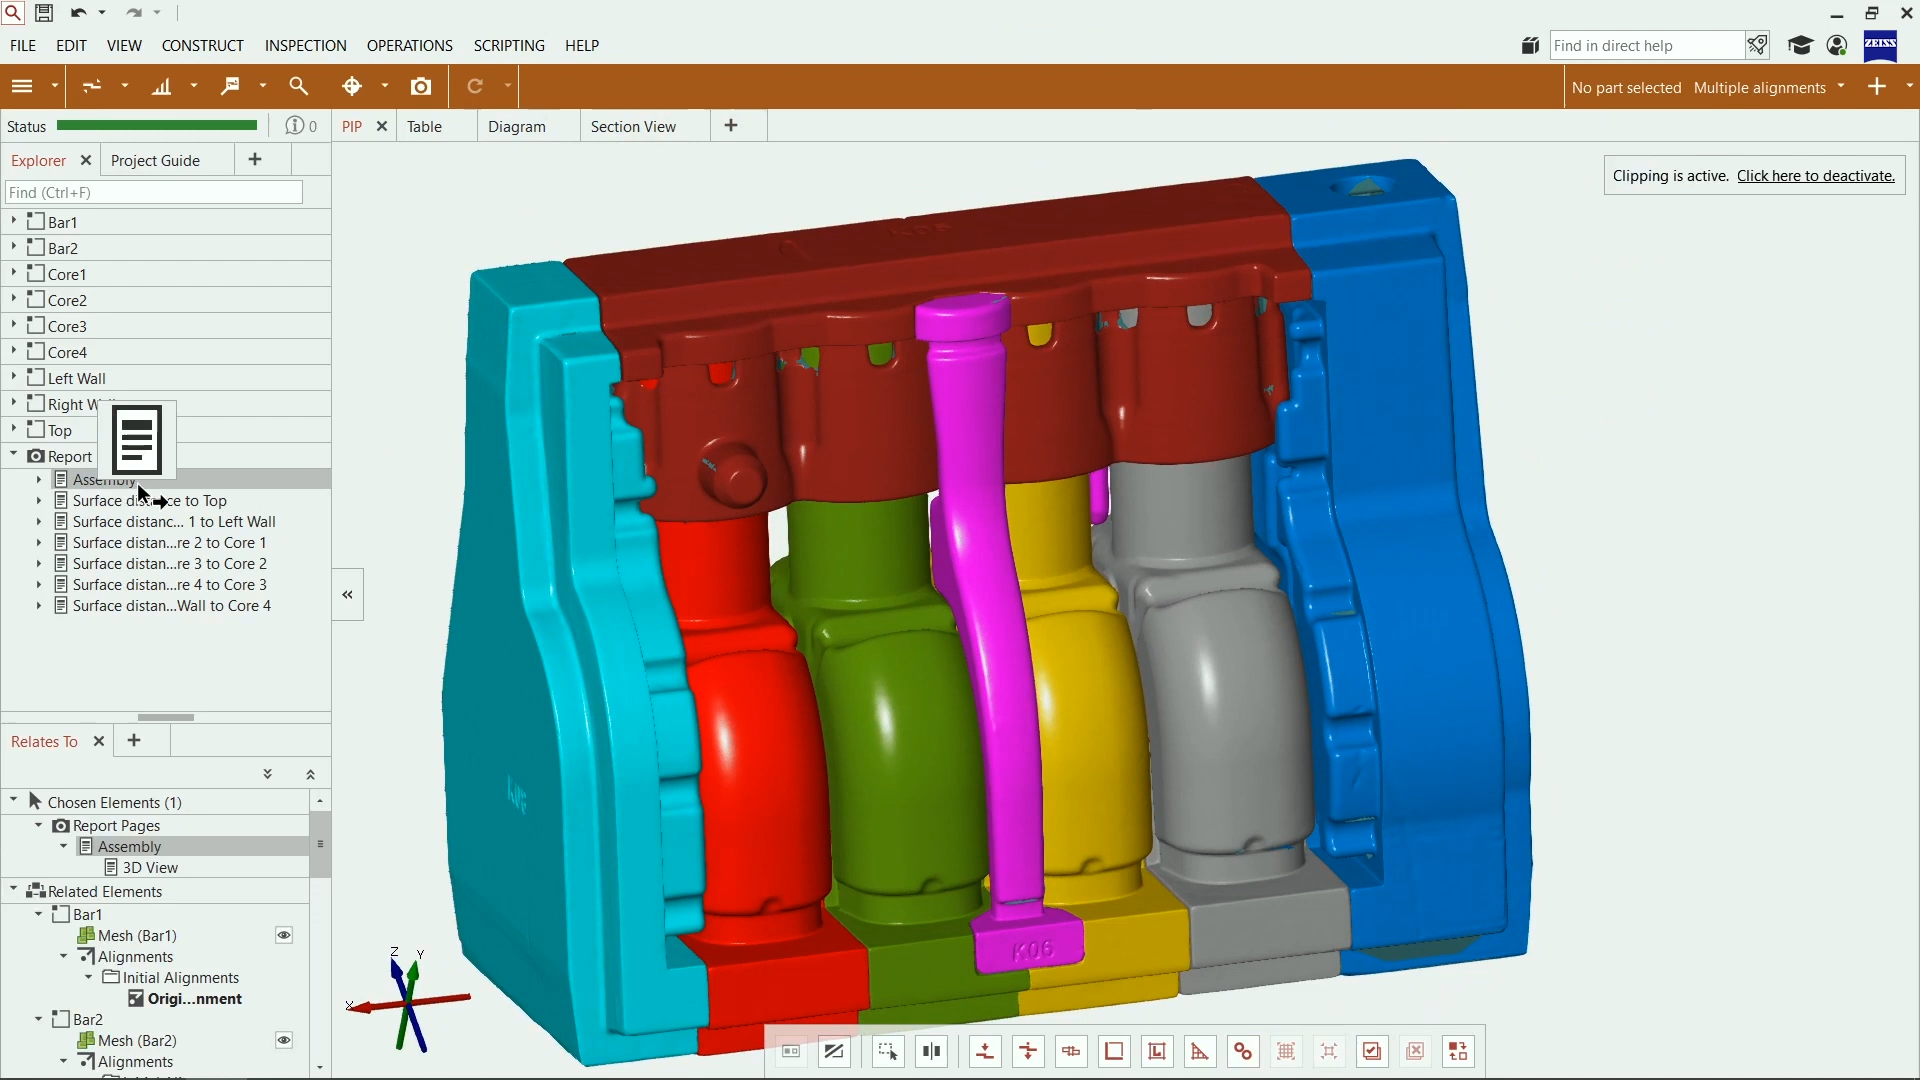 FILE EDIT VIEW CONSTRUCT INSPECTION OPERATIONS SCRIPTING HELP
Find in direct help
ZEISS
No part selected Multiple alignments
Status 0
PIP Table Diagram Section View
Explorer Project Guide
Find (Ctrl+F)
Clipping is active. Click here to deactivate.
Bar1
Bar2
Core1
Core2
Core3
Core4
Left Wall
Right W
Top
Report
Assembly
Surface distance to Top
Surface distanc... 1 to Left Wall
Surface distan...re 2 to Core 1
Surface distan...re 3 to Core 2
Surface distan...re 4 to Core 3
Surface distan...Wall to Core 4
Relates To
Chosen Elements (1)
Report Pages
Assembly
3D View
Related Elements
Bar1
Mesh (Bar1)
Alignments
Initial Alignments
Origi...nment
Bar2
Mesh (Bar2)
Alignments
K06
Z
Y
X